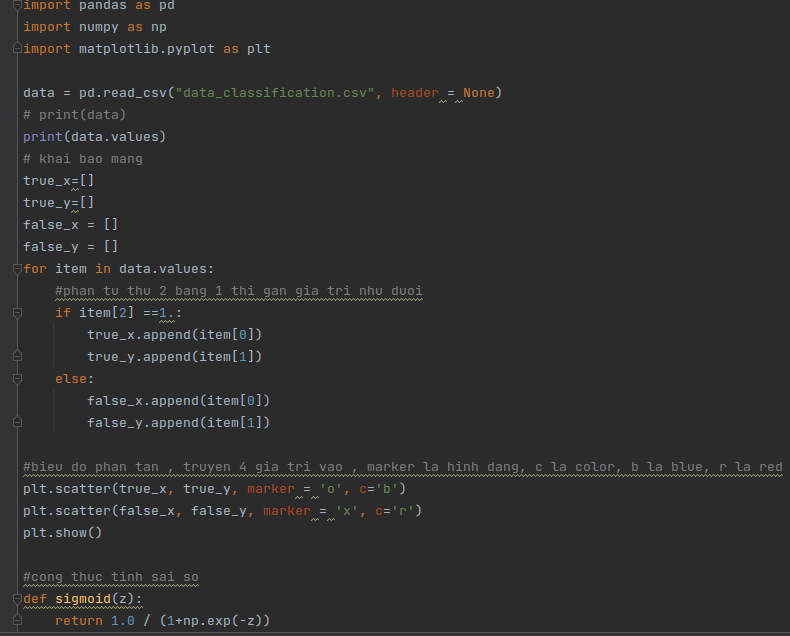 import pandas as pd
import numpy as np
import matplotlib.pyplot as plt
data = pd.read_csv("data_classification.csv", header = None)
# print(data)
print(data.values)
# khai bao mang
true_x=[]
true_y=[]
false_x = []
false_y = []
for item in data.values:
    #phan tu thu 2 bang 1 thi gan gia tri nhu duoi
    if item[2] ==1.:
        true_x.append(item[0])
        true_y.append(item[1])
    else:
        false_x.append(item[0])
        false_y.append(item[1])
#bieu do phan tan , truyen 4 gia tri vao , marker la hinh dang, c la color, b la blue, r la red
plt.scatter(true_x, true_y, marker = 'o', c='b')
plt.scatter(false_x, false_y, marker = 'x', c='r')
plt.show()
#cong thuc tinh sai so
def sigmoid(z):
    return 1.0 / (1+np.exp(-z))